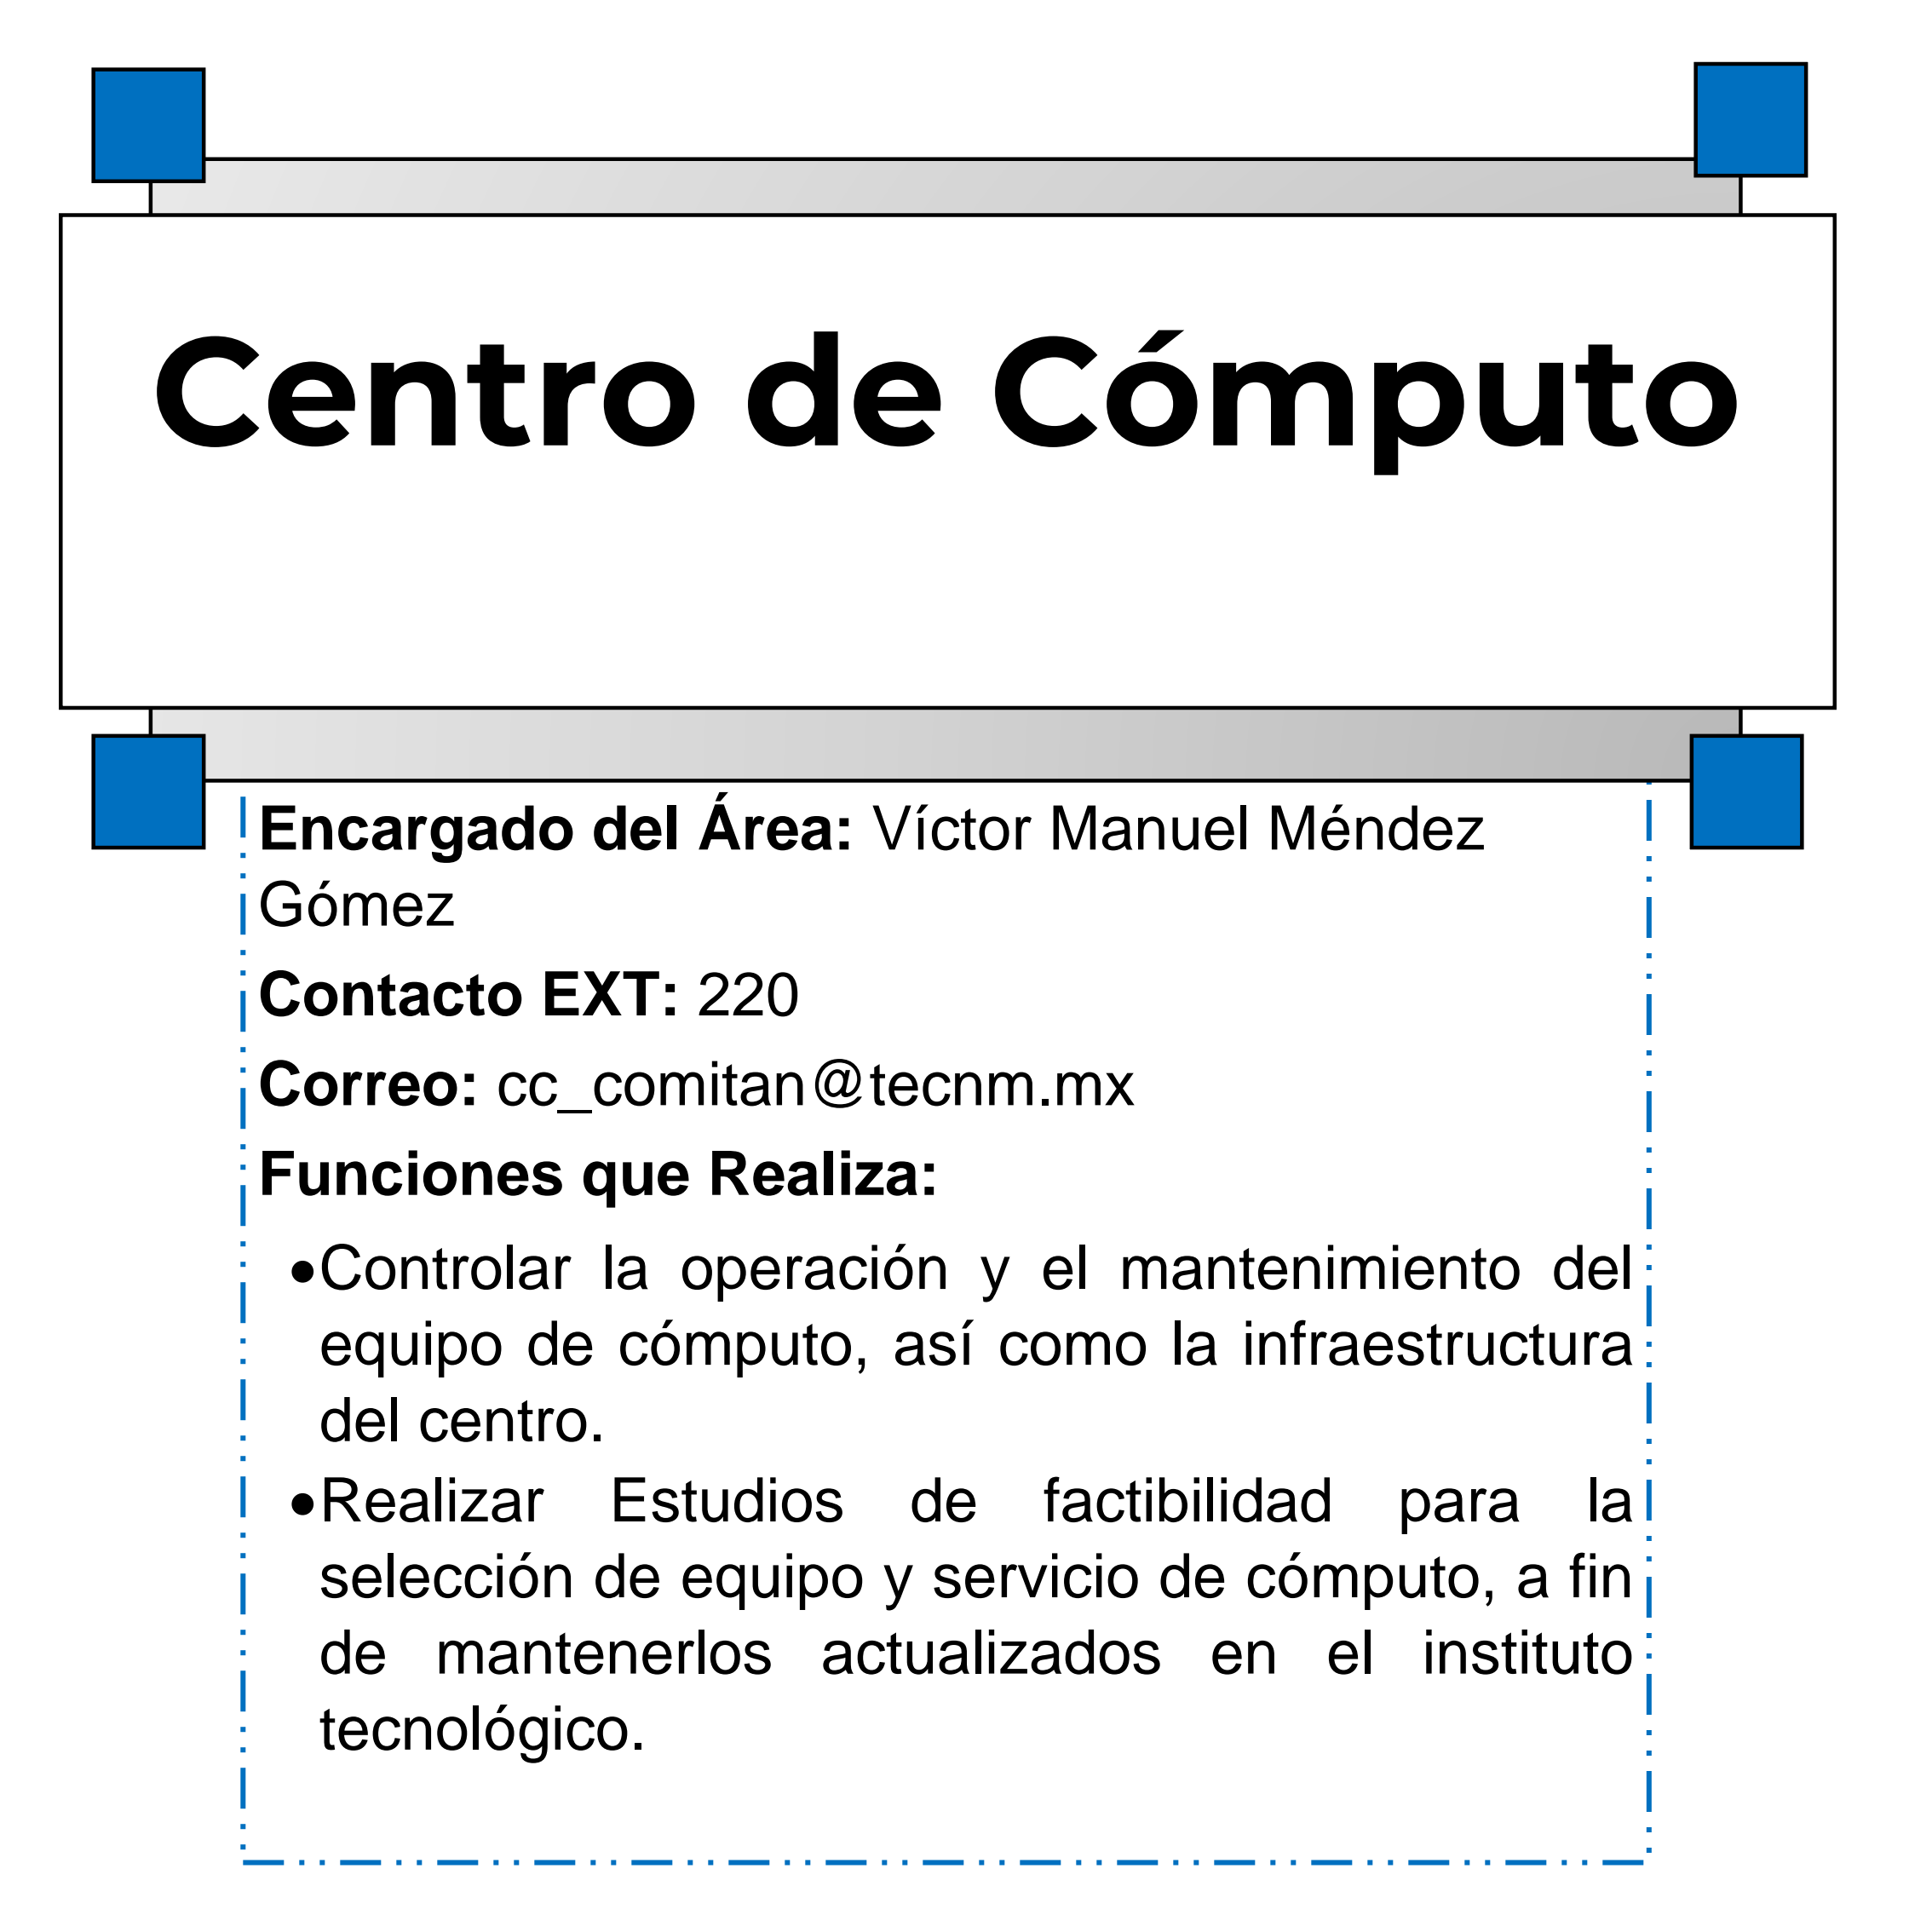 Centro de Cómputo
Encargado del Área: Víctor Manuel Méndez
Gómez
Contacto EXT: 220
Correo: cc_comitan@tecnm.mx
Funciones que Realiza:
•Controlar la operación y el mantenimiento del
equipo de cómputo, así como la infraestructura
del centro.
•Realizar Estudios de factibilidad para la
selección de equipo y servicio de cómputo, a fin
de mantenerlos actualizados en el instituto
tecnológico.